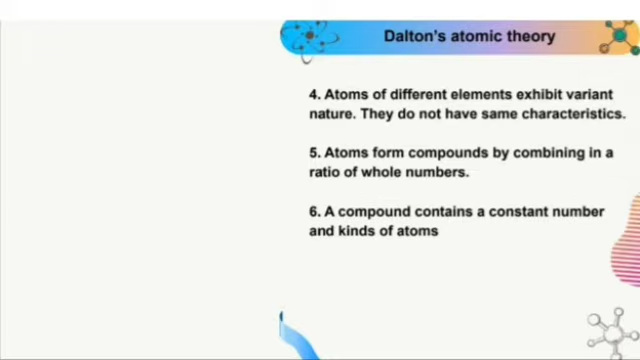 Dalton's atomic theory
4. Atoms of different elements exhibit variant
nature. They do not have same characteristics.
5. Atoms form compounds by combining in a
ratio of whole numbers.
6. A compound contains a constant number
and kinds of atoms